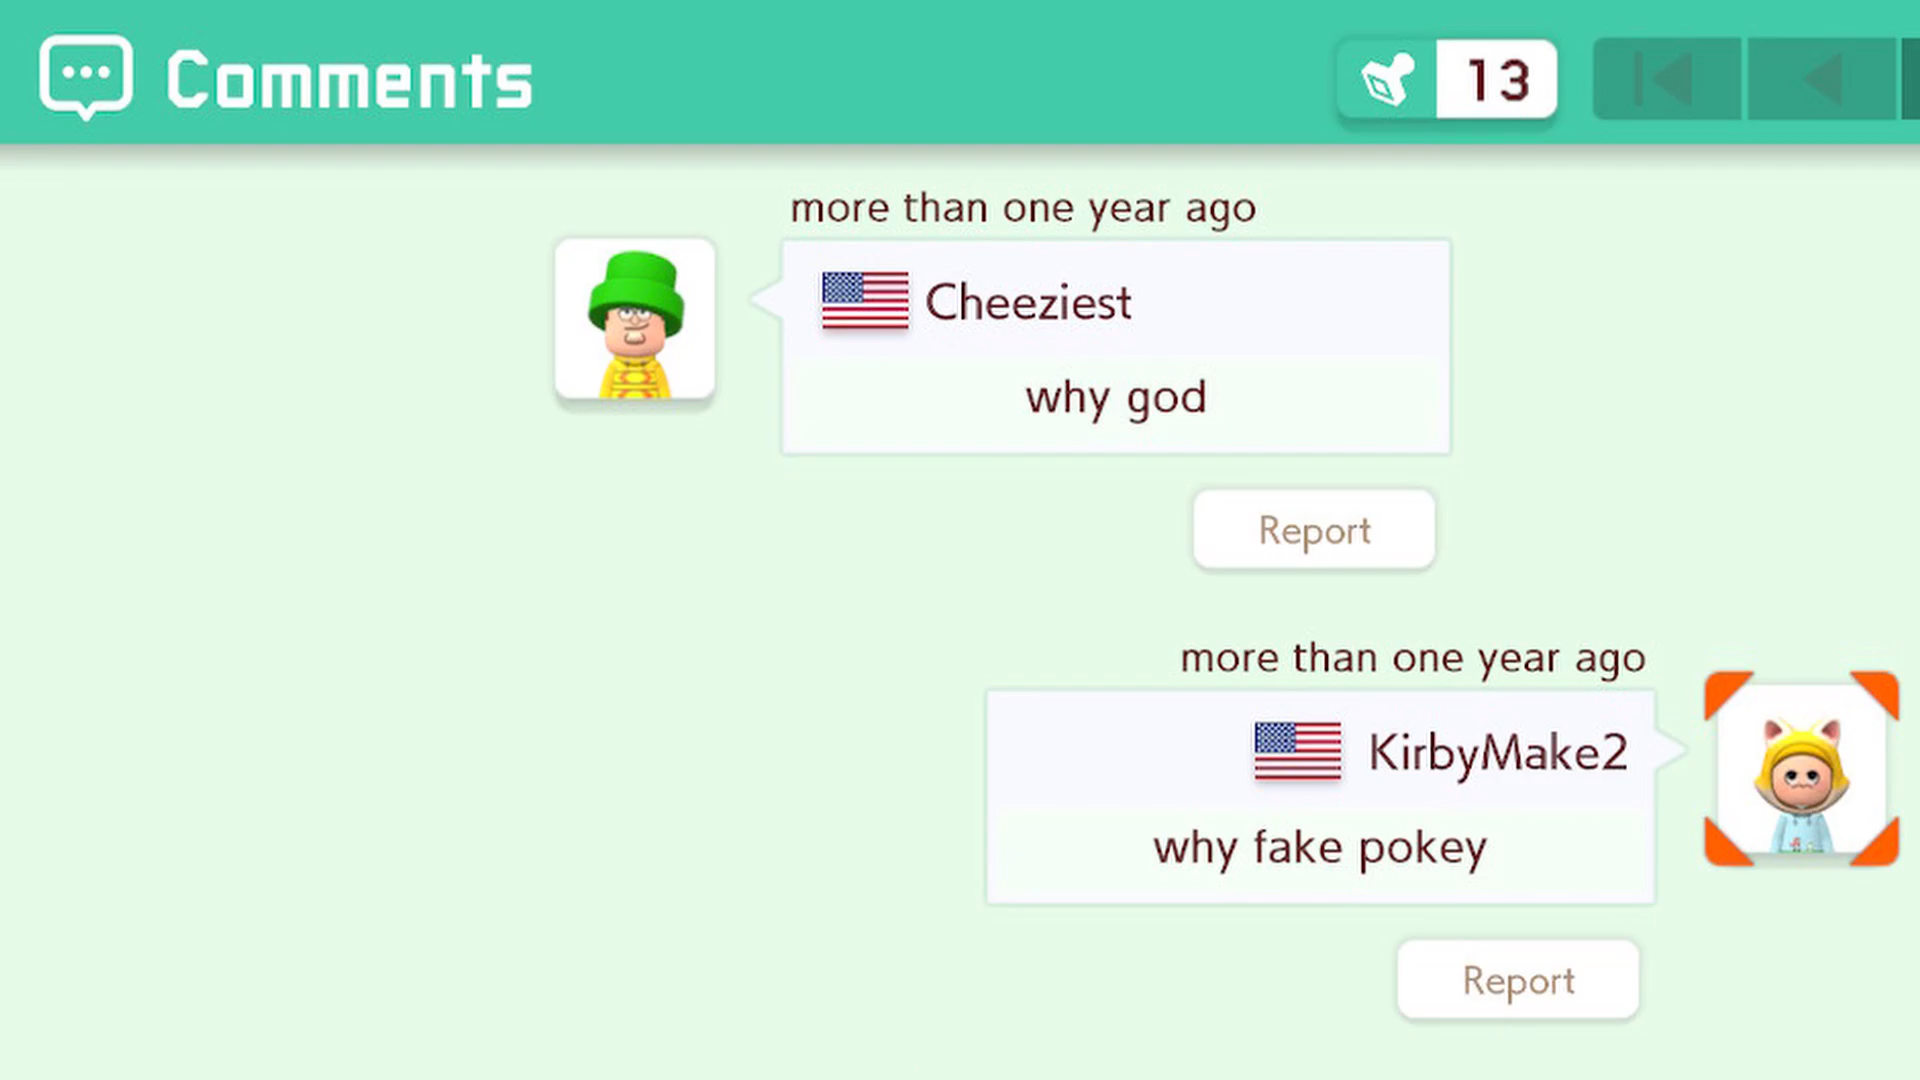 Comments
13
more than one year ago
Cheeziest
why god
Report
more than one year ago
KirbyMake2
why fake pokey
Report